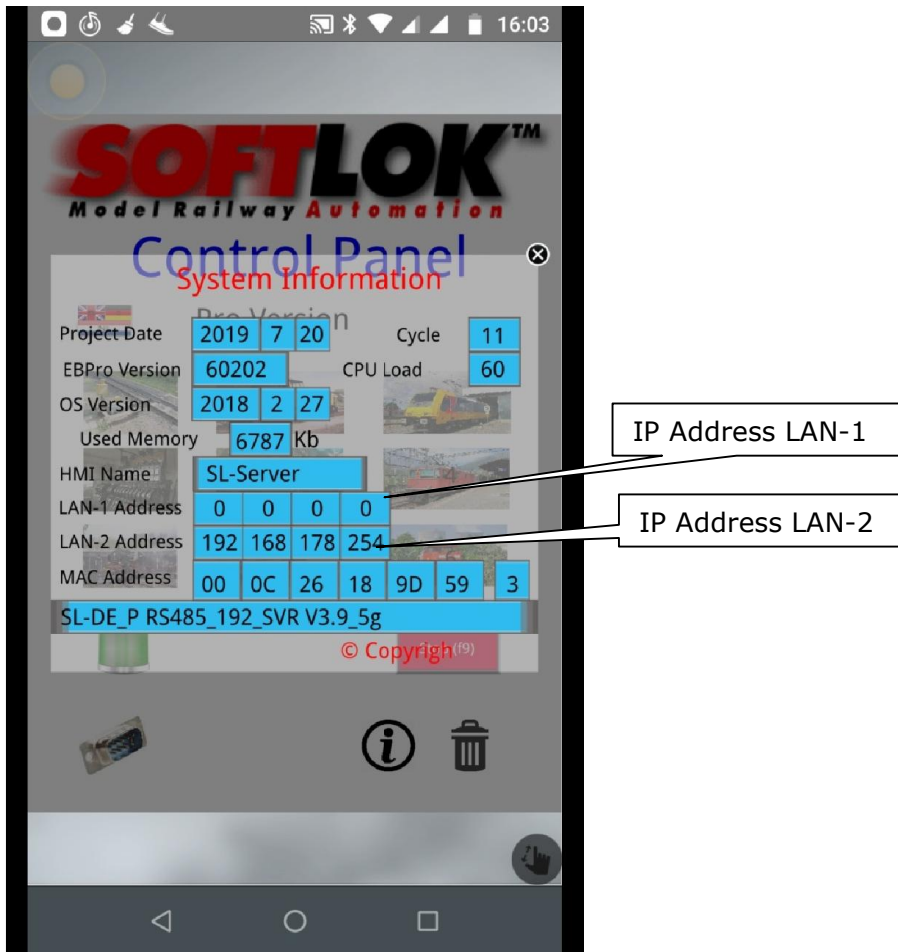 16:03
SOFTLOK™
Model Railway Automation
Control Panel
System Information
Pro Version
Project Date 2019 7 20 Cycle 11
EBPro Version 60202 CPU Load 60
OS Version 2018 2 27
Used Memory 6787 Kb
HMI Name SL-Server
LAN-1 Address 0 0 0 0
LAN-2 Address 192 168 178 254
MAC Address 00 0C 26 18 9D 59 3
SL-DE_P RS485_192_SVR V3.9_5g
© Copyrigh (f9)
i
IP Address LAN-1
IP Address LAN-2